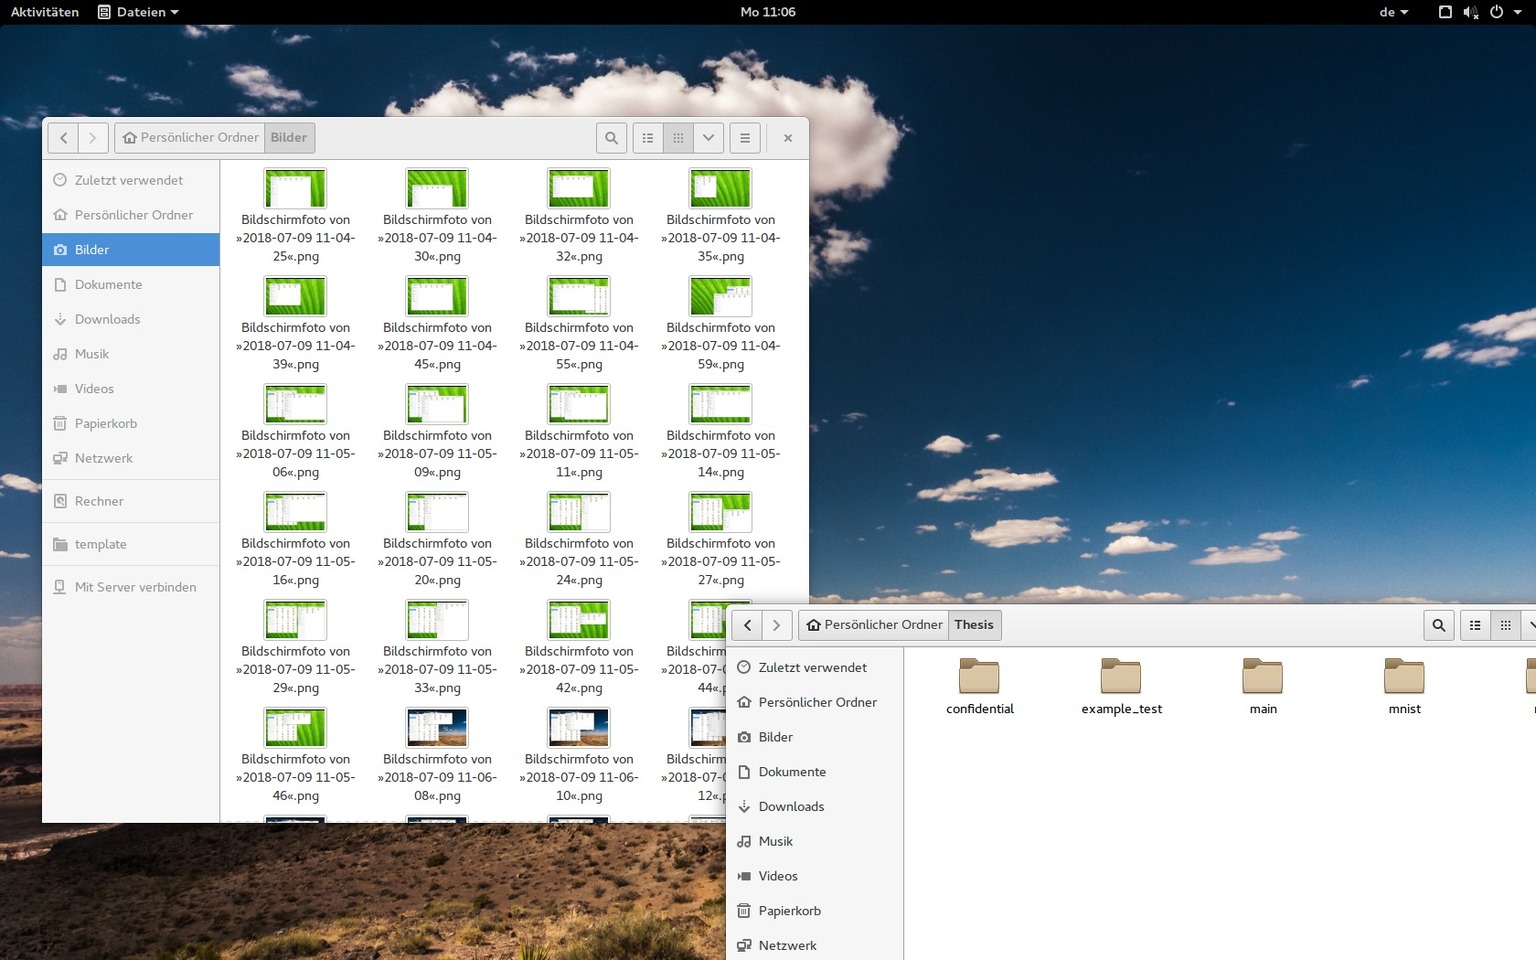 Aktivitäten
Dateien
Mo 11:06
de
Persönlicher Ordner
Bilder
Zuletzt verwendet
Persönlicher Ordner
Bilder
Dokumente
Downloads
Musik
Videos
Papierkorb
Netzwerk
Rechner
template
Mit Server verbinden
Bildschirmfoto von
»2018-07-09 11-04-
25«.png
Bildschirmfoto von
»2018-07-09 11-04-
30«.png
Bildschirmfoto von
»2018-07-09 11-04-
32«.png
Bildschirmfoto von
»2018-07-09 11-04-
35«.png
Bildschirmfoto von
»2018-07-09 11-04-
39«.png
Bildschirmfoto von
»2018-07-09 11-04-
45«.png
Bildschirmfoto von
»2018-07-09 11-04-
55«.png
Bildschirmfoto von
»2018-07-09 11-04-
59«.png
Bildschirmfoto von
»2018-07-09 11-05-
06«.png
Bildschirmfoto von
»2018-07-09 11-05-
09«.png
Bildschirmfoto von
»2018-07-09 11-05-
11«.png
Bildschirmfoto von
»2018-07-09 11-05-
14«.png
Bildschirmfoto von
»2018-07-09 11-05-
16«.png
Bildschirmfoto von
»2018-07-09 11-05-
20«.png
Bildschirmfoto von
»2018-07-09 11-05-
24«.png
Bildschirmfoto von
»2018-07-09 11-05-
27«.png
Bildschirmfoto von
»2018-07-09 11-05-
29«.png
Bildschirmfoto von
»2018-07-09 11-05-
33«.png
Bildschirmfoto von
»2018-07-09 11-05-
42«.png
Bildschirm
»2018-07-0
44«.p
Bildschirmfoto von
»2018-07-09 11-05-
46«.png
Bildschirmfoto von
»2018-07-09 11-06-
08«.png
Bildschirmfoto von
»2018-07-09 11-06-
10«.png
Bildschirm
»2018-07-0
12«.p
Persönlicher Ordner
Thesis
Zuletzt verwendet
Persönlicher Ordner
Bilder
Dokumente
Downloads
Musik
Videos
Papierkorb
Netzwerk
confidential
example_test
main
mnist